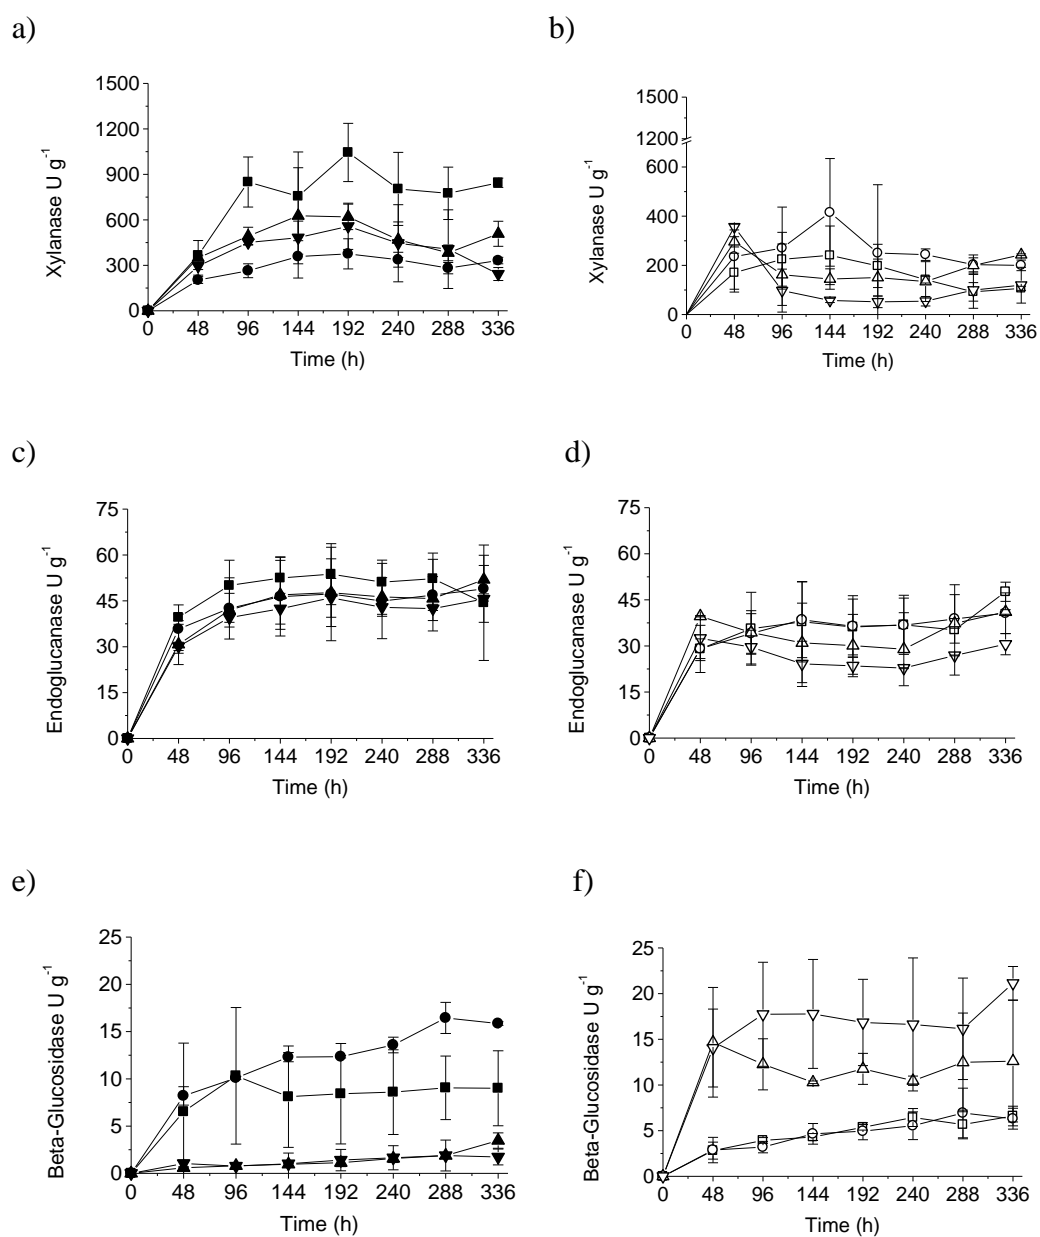 a)
Xylanase U g-1
1500
1200
900
600
300
0
0 48 96 144 192 240 288 336
Time (h)
b)
Xylanase U g-1
1500
1200
600
400
200
0
0 48 96 144 192 240 288 336
Time (h)
c)
Endoglucanase U g-1
75
60
45
30
15
0
0 48 96 144 192 240 288 336
Time (h)
d)
Endoglucanase U g-1
75
60
45
30
15
0
0 48 96 144 192 240 288 336
Time (h)
e)
Beta-Glucosidase U g-1
25
20
15
10
5
0
0 48 96 144 192 240 288 336
Time (h)
f)
Beta-Glucosidase U g-1
25
20
15
10
5
0
0 48 96 144 192 240 288 336
Time (h)